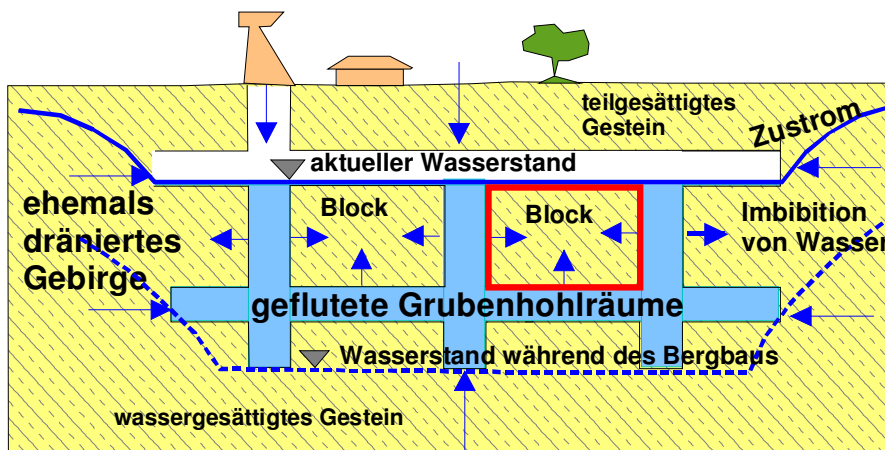 teilgesättigtes
Gestein
Zustrom
aktueller Wasserstand
ehemals
dräniertes
Gebirge
Block
Block
Imbibition
von Wasser
geflutete Grubenhohlräume
Wasserstand während des Bergbaus
wassergesättigtes Gestein